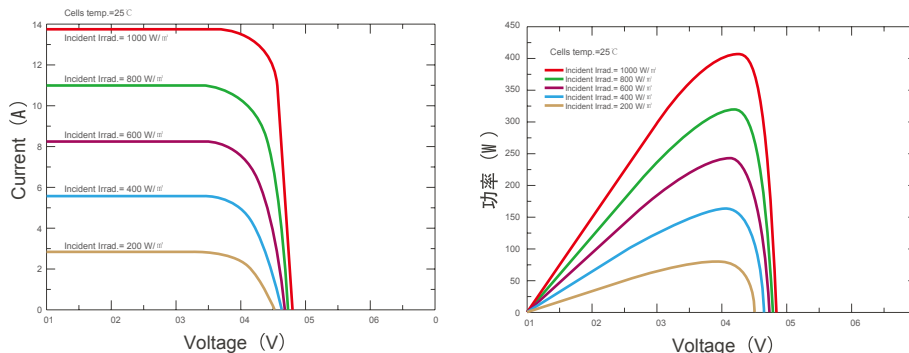 Cells temp.=25℃
Incident Irrad.= 1000 W/㎡
Incident Irrad.= 800 W/㎡
Incident Irrad.= 600 W/㎡
Incident Irrad.= 400 W/㎡
Incident Irrad.= 200 W/㎡
14
12
10
8
6
4
2
0
Current（A）
01 02 03 04 05 06 0
Voltage（V）
Cells temp.=25℃
Incident Irrad.= 1000 W/㎡
Incident Irrad.= 800 W/㎡
Incident Irrad.= 600 W/㎡
Incident Irrad.= 400 W/㎡
Incident Irrad.= 200 W/㎡
450
400
350
300
250
200
150
100
50
0
功率（W）
01 02 03 04 05 06
Voltage（V）